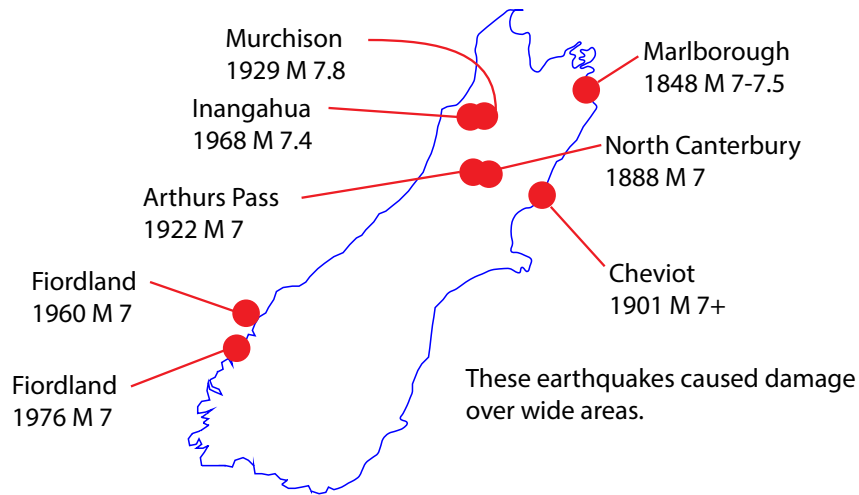 Murchison
1929 M 7.8
Marlborough
1848 M 7-7.5
Inangahua
1968 M 7.4
North Canterbury
1888 M 7
Arthurs Pass
1922 M 7
Cheviot
1901 M 7+
Fiordland
1960 M 7
Fiordland
1976 M 7
These earthquakes caused damage
over wide areas.